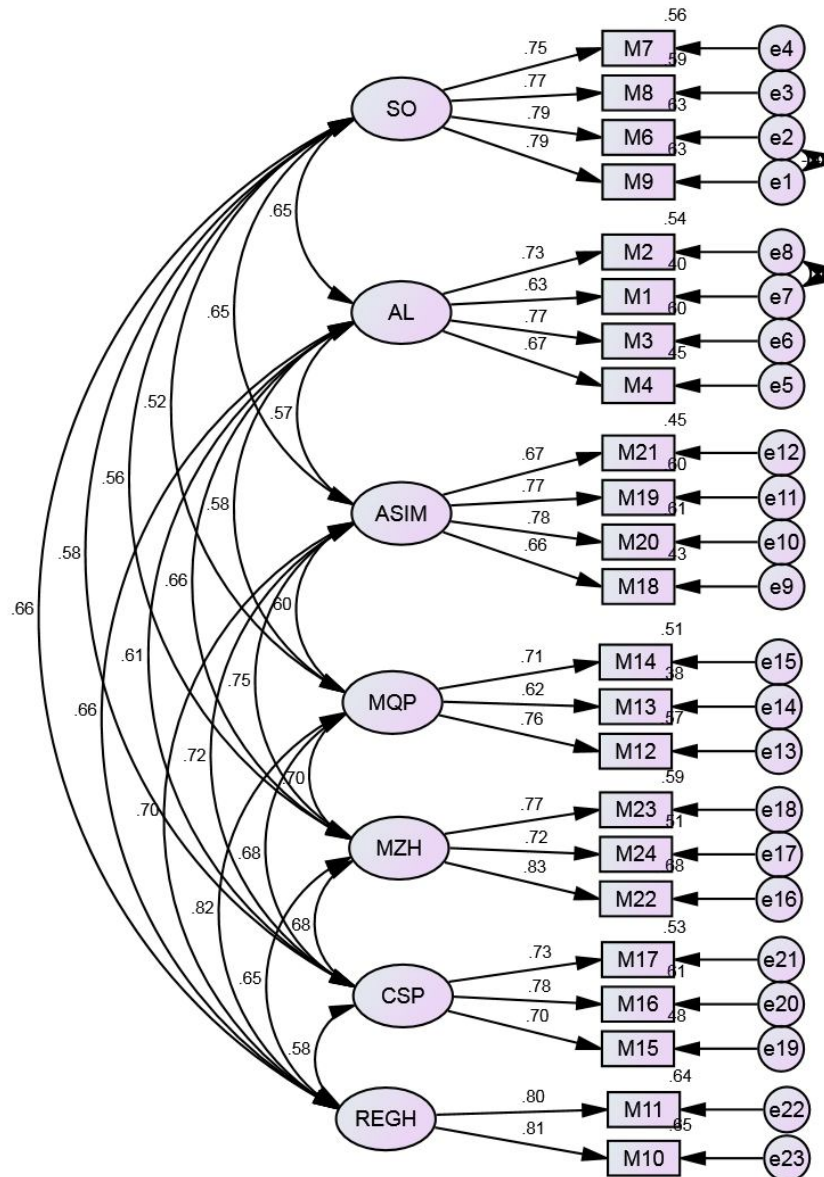 .56
.75 M7 e4
.59
.77 M8 e3
SO
.63
.79 M6 e2
.63
.79 M9 e1
.65
.54
.73 M2 e8
.40
.63 M1 e7
AL
.60
.77 M3 e6
.45
.67 M4 e5
.65
.52
.57
.45
.67 M21 e12
.60
.77 M19 e11
ASIM
.61
.78 M20 e10
.43
.66 M18 e9
.56
.58
.58
.66
.60
.66
.51
.71 M14 e15
.38
.62 M13 e14
MQP
.57
.76 M12 e13
.61
.75
.66
.72
.70
.59
.77 M23 e18
.51
.72 M24 e17
MZH
.68
.83 M22 e16
.70
.68
.82
.68
.53
.73 M17 e21
.61
.78 M16 e20
CSP
.48
.70 M15 e19
.65
.58
.64
.80 M11 e22
REGH
.65
.81 M10 e23